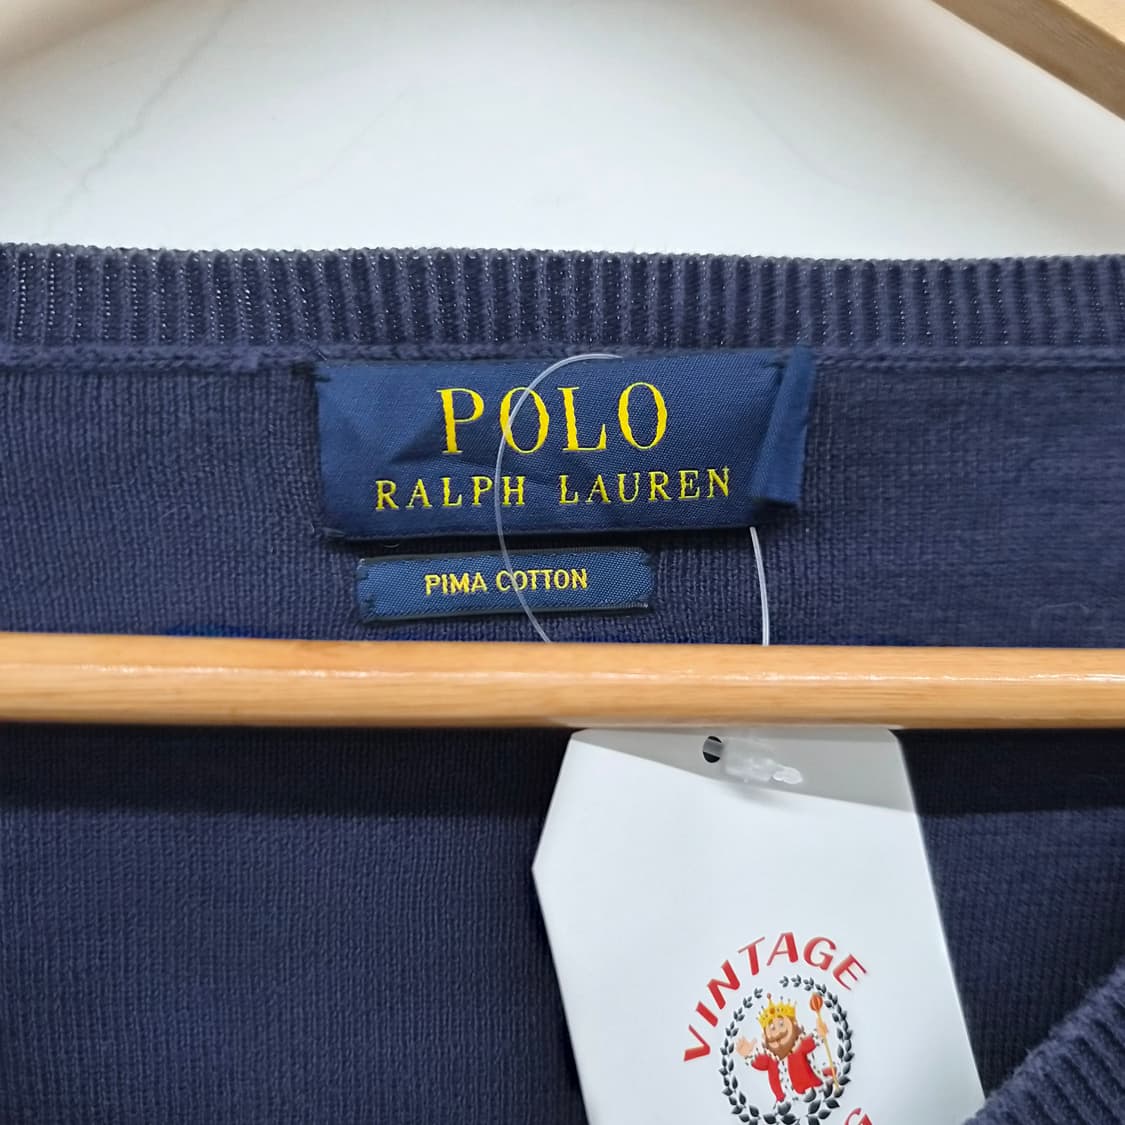 POLO
RALPH LAUREN
PIMA COTTON
VINTAGE